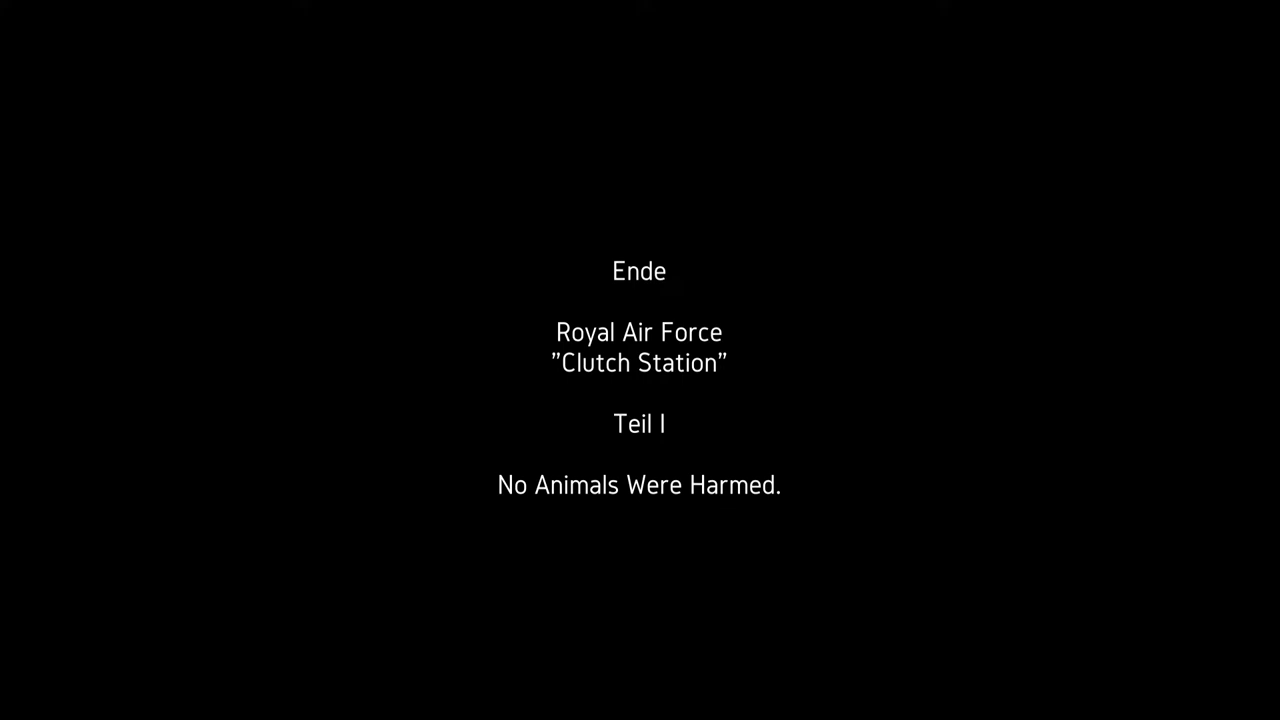 Ende
Royal Air Force
"Clutch Station"
Teil I
No Animals Were Harmed.